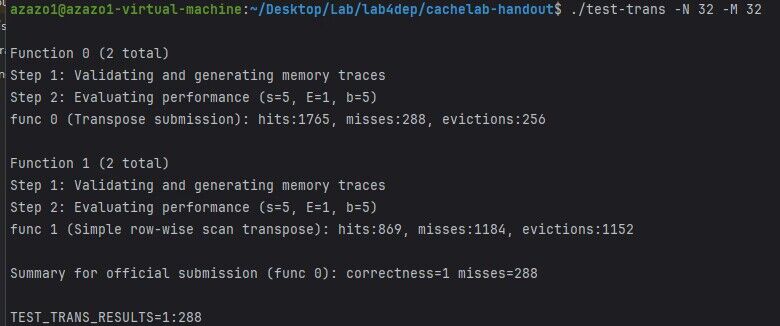 azazo1@azazo1-virtual-machine:~/Desktop/Lab/lab4dep/cachelab-handout$ ./test-trans -N 32 -M 32
Function 0 (2 total)
Step 1: Validating and generating memory traces
Step 2: Evaluating performance (s=5, E=1, b=5)
func 0 (Transpose submission): hits:1765, misses:288, evictions:256
Function 1 (2 total)
Step 1: Validating and generating memory traces
Step 2: Evaluating performance (s=5, E=1, b=5)
func 1 (Simple row-wise scan transpose): hits:869, misses:1184, evictions:1152
Summary for official submission (func 0): correctness=1 misses=288
TEST_TRANS_RESULTS=1:288